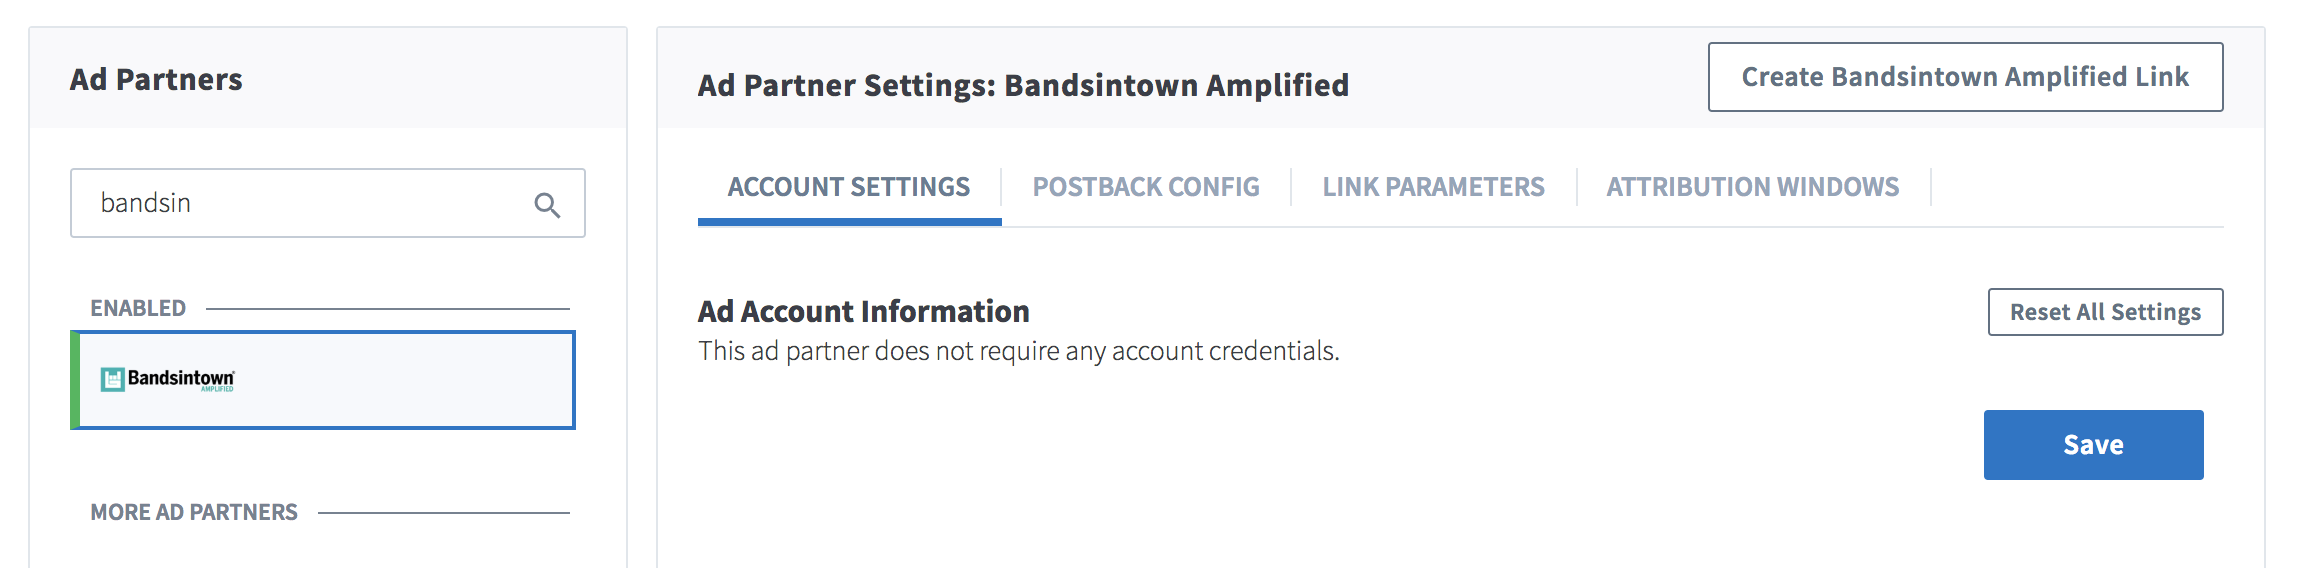 Ad Partners
bandsin
ENABLED
Bandsintown
AMPLIFIED
MORE AD PARTNERS
Ad Partner Settings: Bandsintown Amplified
Create Bandsintown Amplified Link
ACCOUNT SETTINGS
POSTBACK CONFIG
LINK PARAMETERS
ATTRIBUTION WINDOWS
Ad Account Information
Reset All Settings
This ad partner does not require any account credentials.
Save